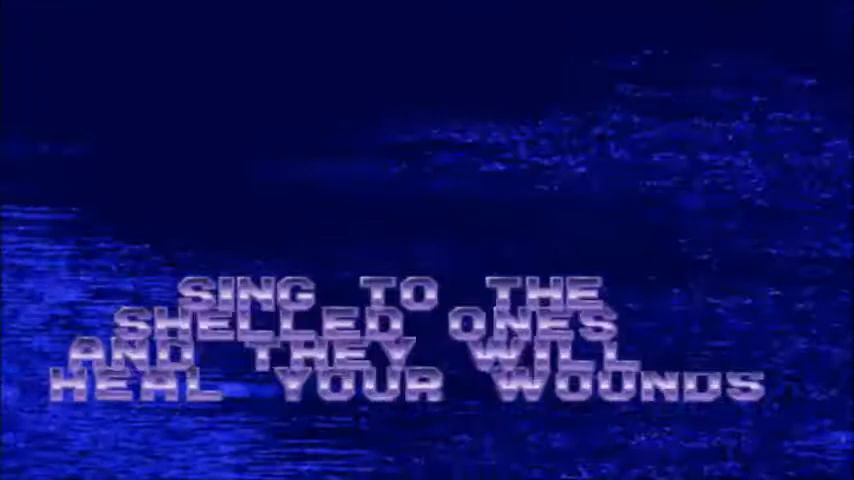 SING TO THE
SHELLED ONES
AND THEY WILL
HEAL YOUR WOUNDS